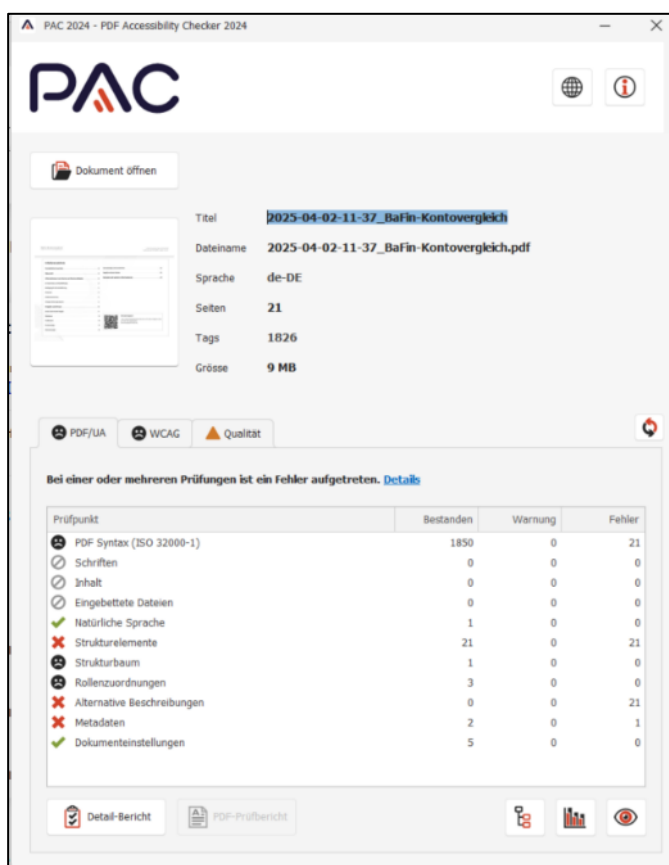 PAC 2024 - PDF Accessibility Checker 2024
PAC
Dokument öffnen
Titel 2025-04-02-11-37_BaFin-Kontovergleich
Dateiname 2025-04-02-11-37_BaFin-Kontovergleich.pdf
Sprache de-DE
Seiten 21
Tags 1826
Grösse 9 MB
PDF/UA WCAG Qualität
Bei einer oder mehreren Prüfungen ist ein Fehler aufgetreten. Details
Prüfpunkt Bestanden Warnung Fehler
PDF Syntax (ISO 32000-1) 1850 0 21
Schriften 0 0 0
Inhalt 0 0 0
Eingebettete Dateien 0 0 0
Natürliche Sprache 1 0 0
Strukturelemente 21 0 21
Strukturbaum 1 0 0
Rollenzuordnungen 3 0 0
Alternative Beschreibungen 0 0 21
Metadaten 2 0 1
Dokumenteinstellungen 5 0 0
Detail-Bericht PDF-Prüfbericht